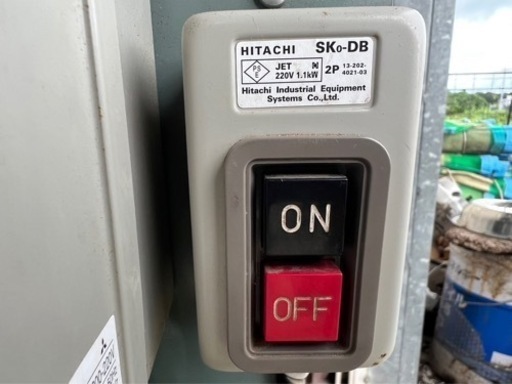 HITACHI SK0-DB
PS
E
JET
220V 1.1kW
2P
13-202-
4021-03
Hitachi Industrial Equipment
Systems Co.,Ltd.
ON
OFF